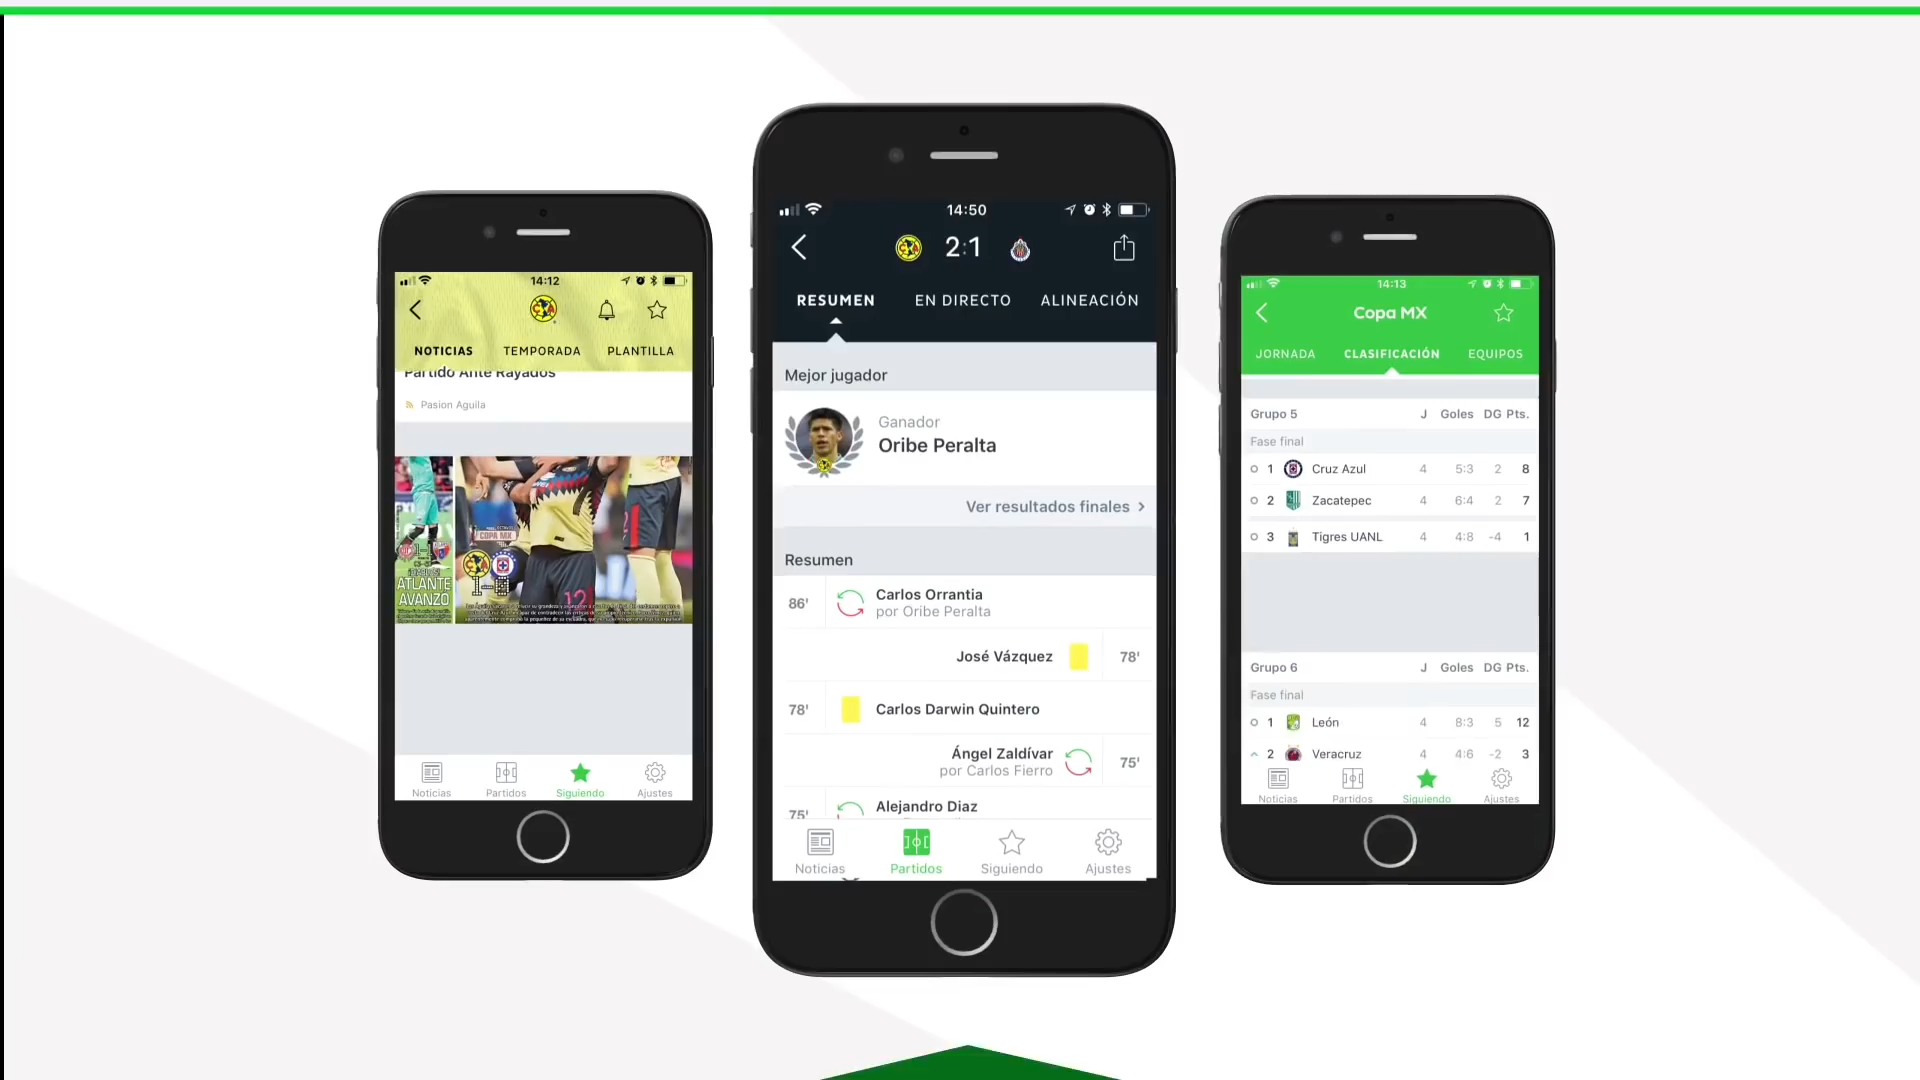 14:12
NOTICIAS TEMPORADA PLANTILLA
Partido Ante Rayados
Pasion Aguila
ATLANTE
AVANZO
COPA MX
12
Noticias Partidos Siguiendo Ajustes
14:50
2:1
RESUMEN EN DIRECTO ALINEACIÓN
Mejor jugador
Ganador
Oribe Peralta
Ver resultados finales
Resumen
86' Carlos Orrantia
por Oribe Peralta
José Vázquez 78'
78' Carlos Darwin Quintero
Ángel Zaldívar 75'
por Carlos Fierro
75' Alejandro Diaz
Noticias Partidos Siguiendo Ajustes
14:13
Copa MX
JORNADA CLASIFICACIÓN EQUIPOS
Grupo 5 J Goles DG Pts.
Fase final
1 Cruz Azul 4 5:3 2 8
2 Zacatepec 4 6:4 2 7
3 Tigres UANL 4 4:8 -4 1
Grupo 6 J Goles DG Pts.
Fase final
1 León 4 8:3 5 12
2 Veracruz 4 4:6 -2 3
Noticias Partidos Siguiendo Ajustes